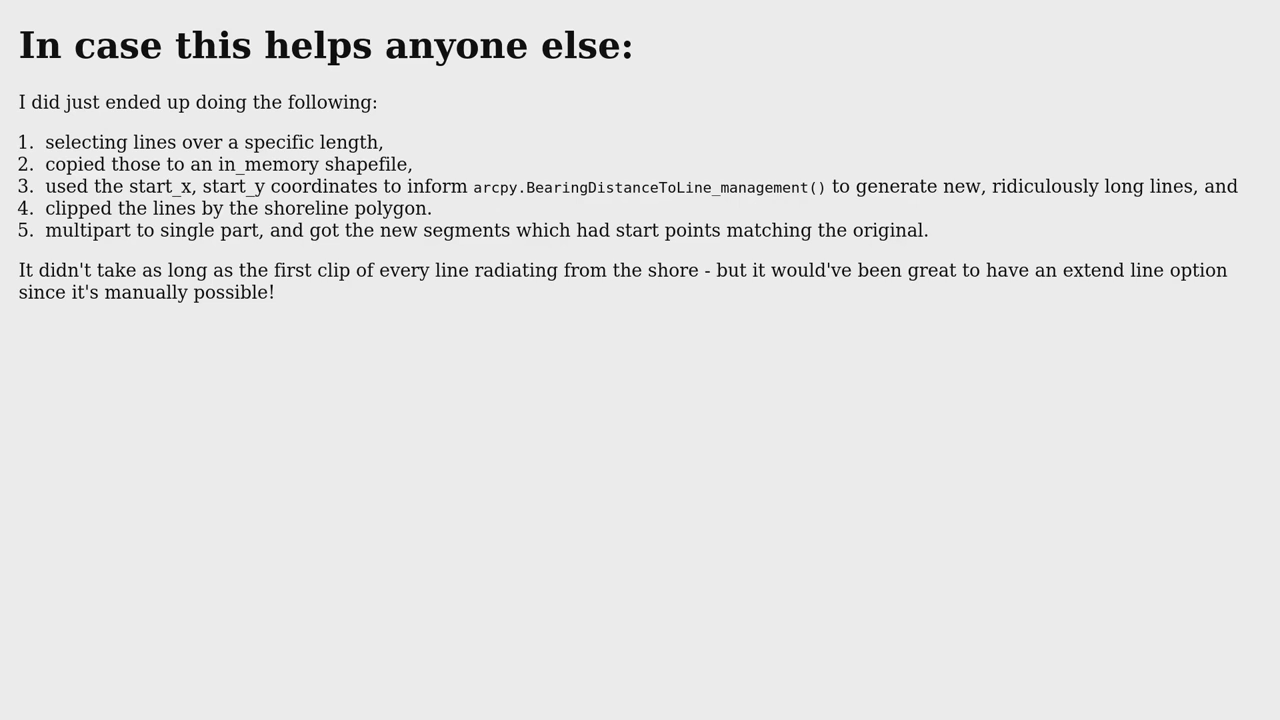 In case this helps anyone else:
I did just ended up doing the following:
1. selecting lines over a specific length,
2. copied those to an in_memory shapefile,
3. used the start_x, start_y coordinates to inform arcpy.BearingDistanceToLine_management() to generate new, ridiculously long lines, and
4. clipped the lines by the shoreline polygon.
5. multipart to single part, and got the new segments which had start points matching the original.
It didn't take as long as the first clip of every line radiating from the shore - but it would've been great to have an extend line option
since it's manually possible!